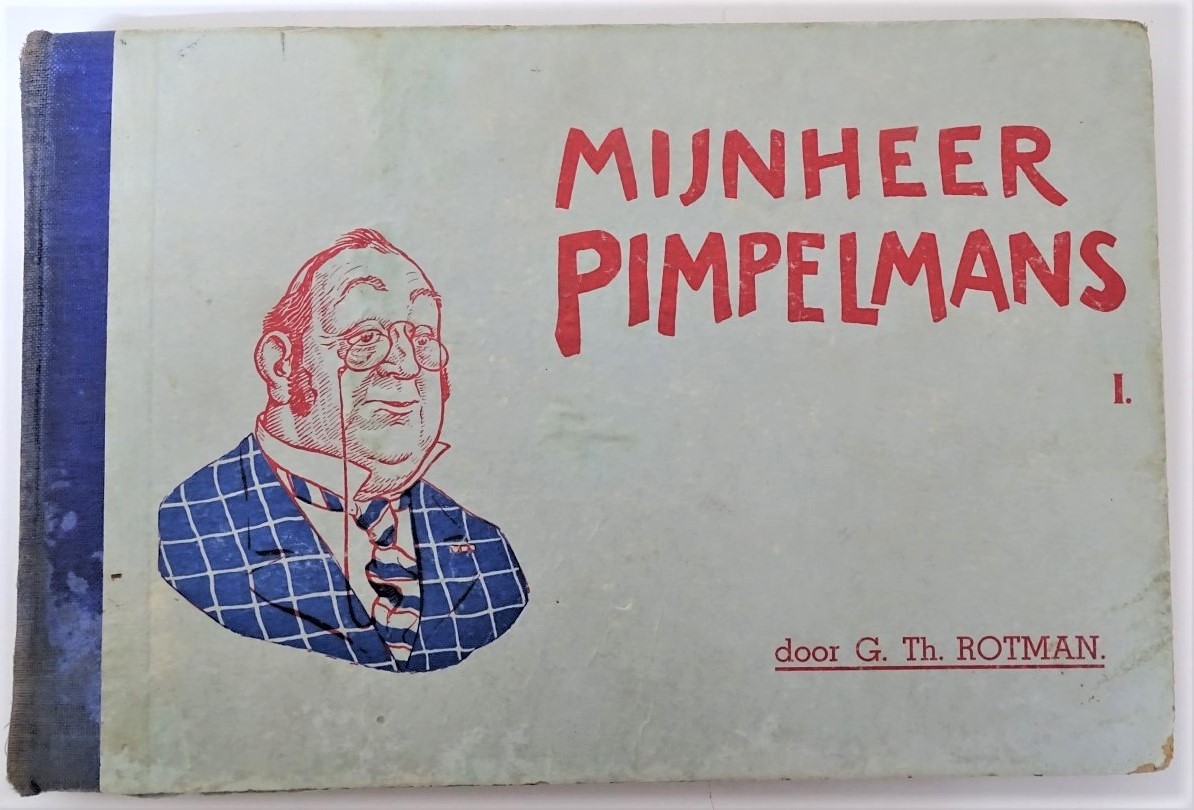 MIJNHEER
PIMPELMANS
I.
door G. Th. ROTMAN.